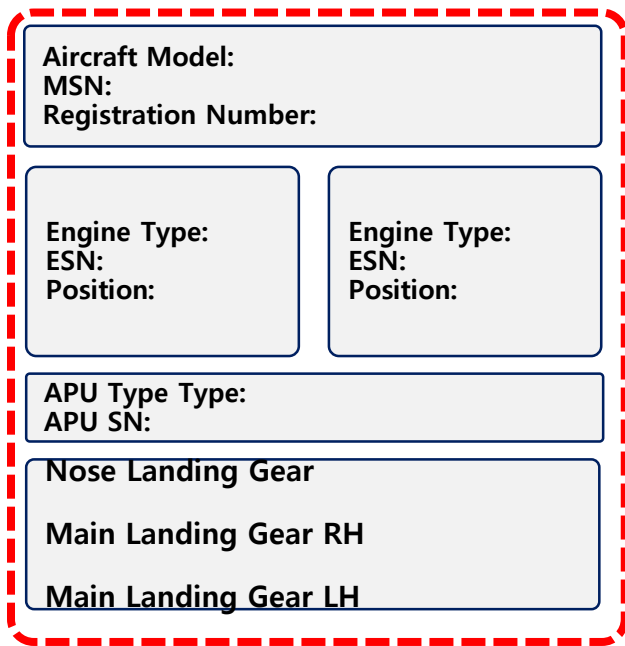 Aircraft Model:
MSN:
Registration Number:
Engine Type:
ESN:
Position:
Engine Type:
ESN:
Position:
APU Type Type:
APU SN:
Nose Landing Gear
Main Landing Gear RH
Main Landing Gear LH